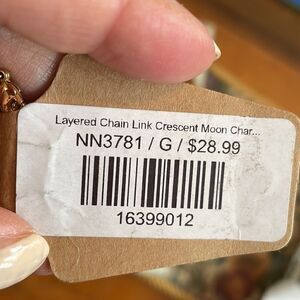 Layered Chain Link Crescent Moon Char...
NN3781 / G / $28.99
16399012